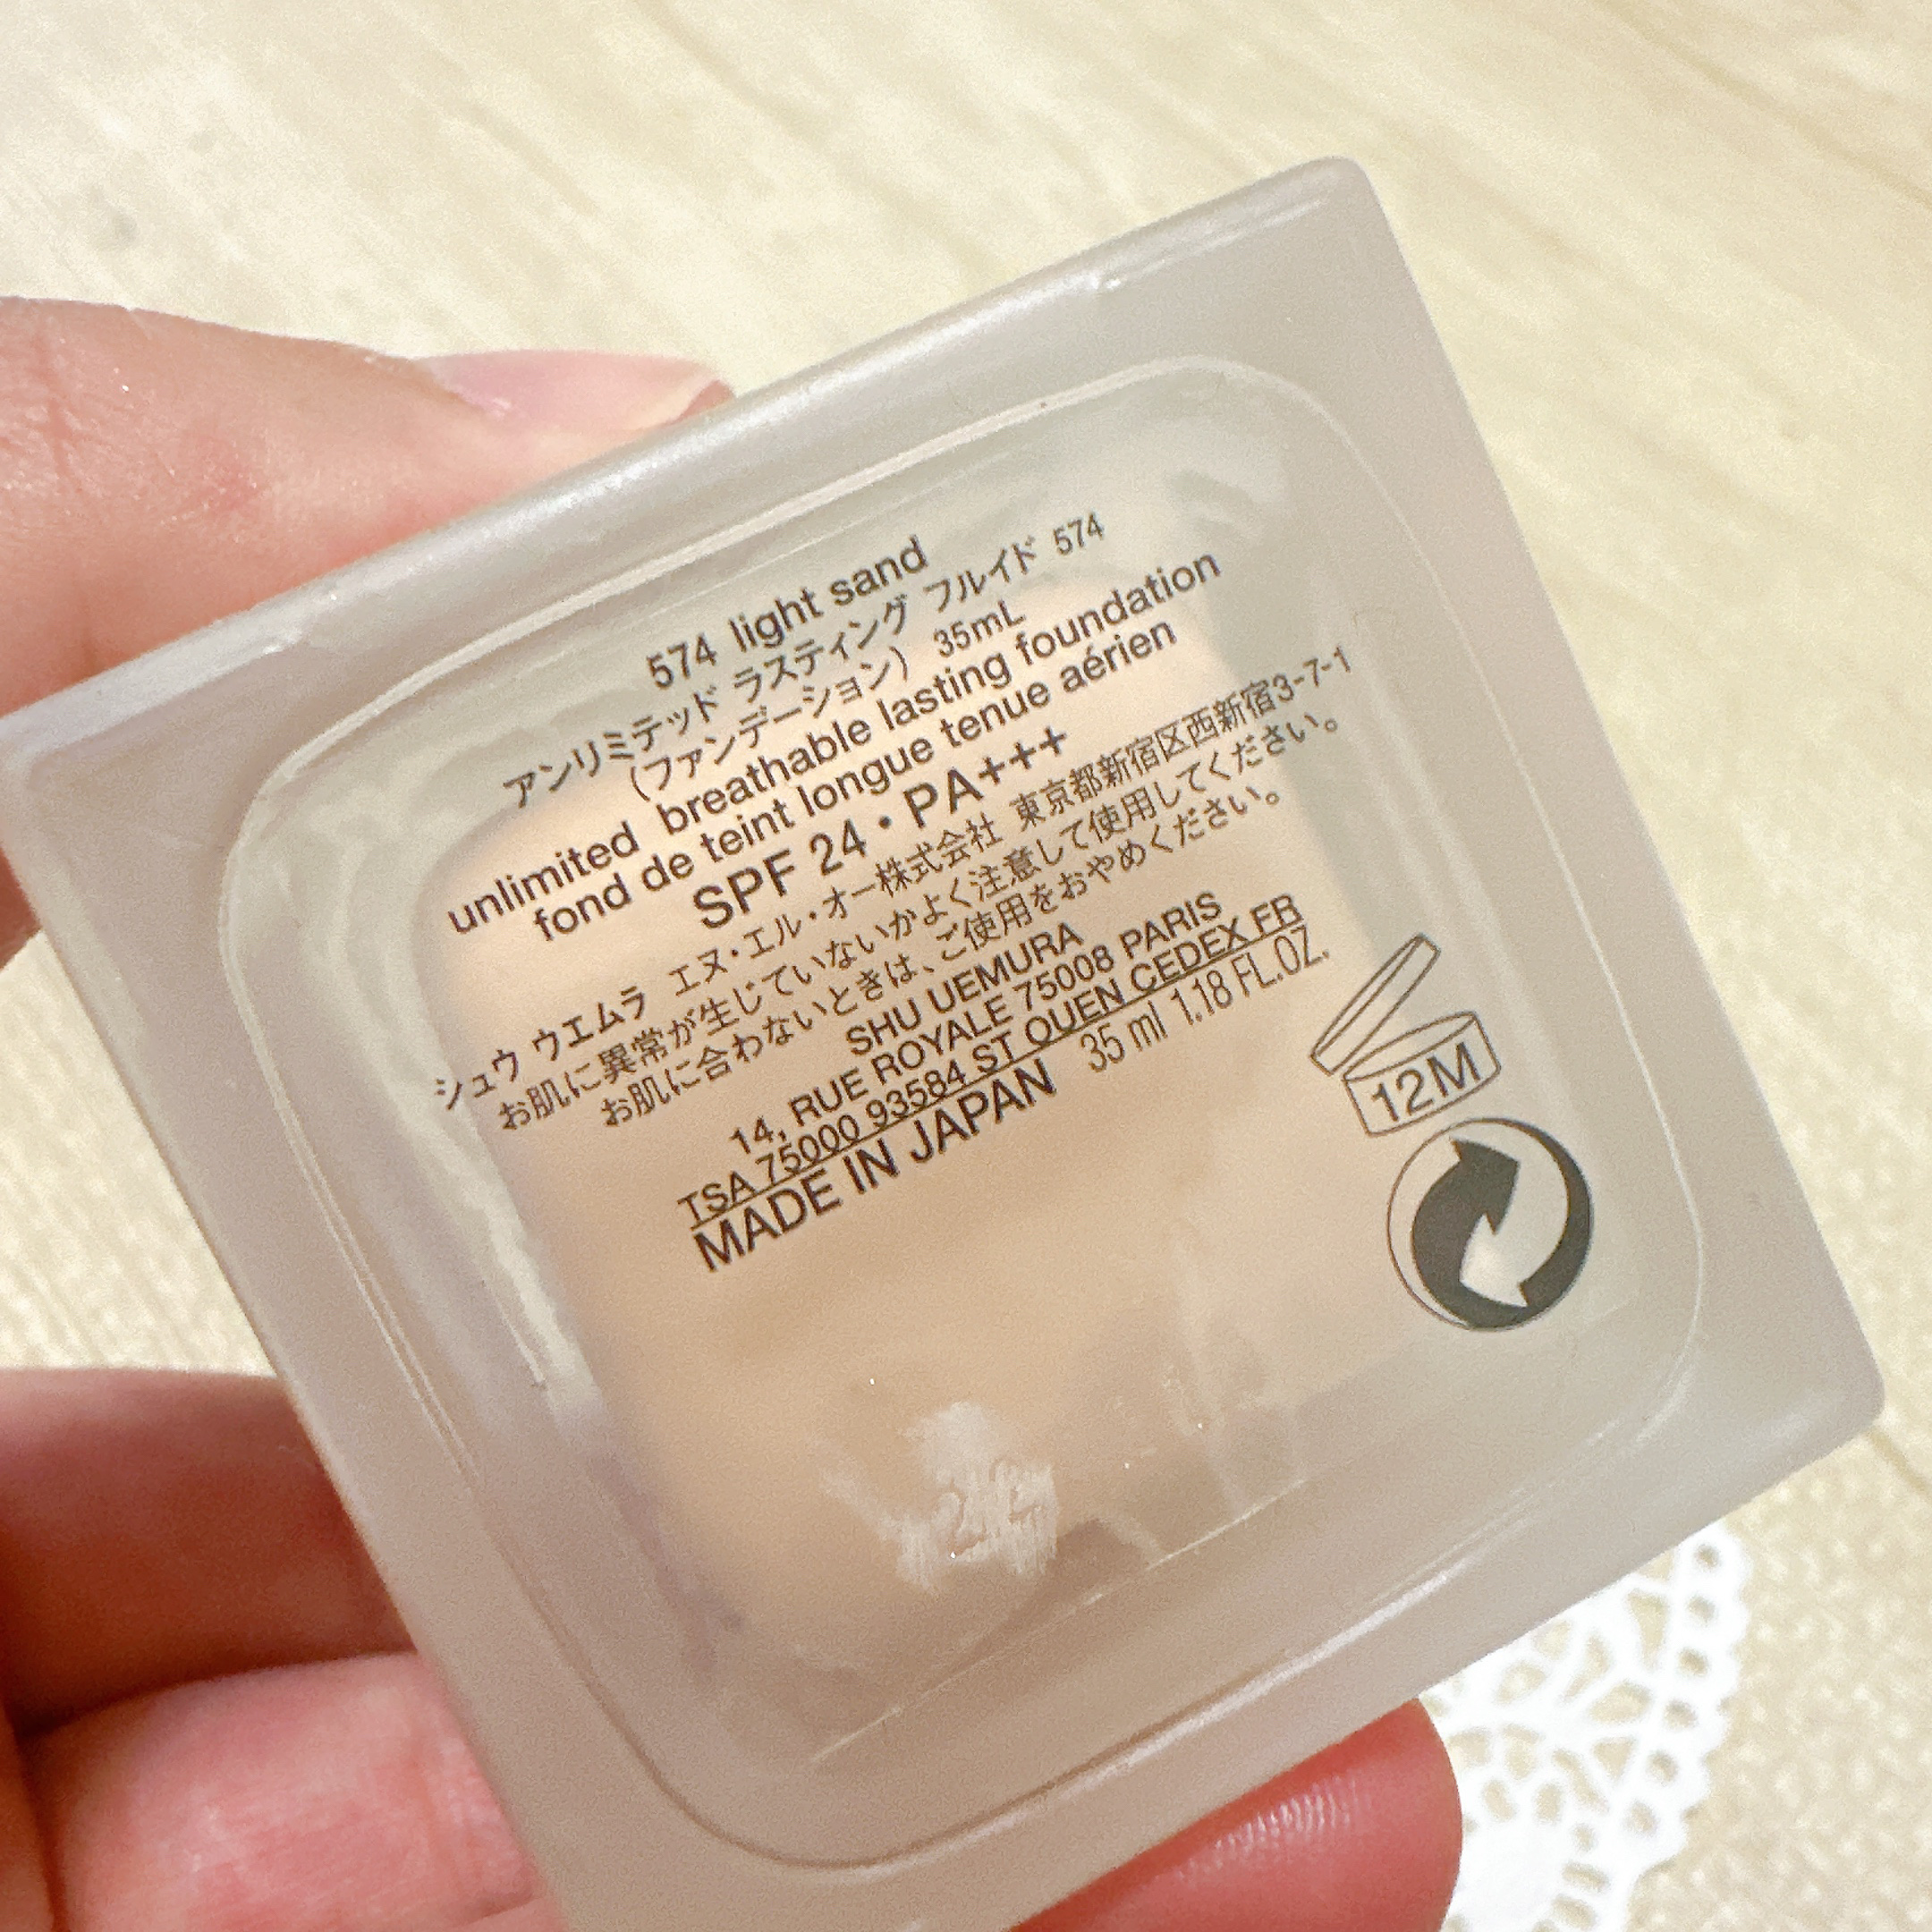 574 light sand
アンリミテッド ラスティング フルイド 574
(ファンデーション) 35mL
unlimited breathable lasting foundation
fond de teint longue tenue aérien
SPF 24・PA+++
シュウ ウエムラ エヌ・エル・オー株式会社 東京都新宿区西新宿3-7-1
お肌に異常が生じていないかよく注意して使用してください。
お肌に合わないときは、ご使用をおやめください。
SHU UEMURA
14, RUE ROYALE 75008 PARIS
TSA 75000 93584 ST OUEN CEDEX FR
MADE IN JAPAN 35 ml 1.18 FL.OZ.
12M